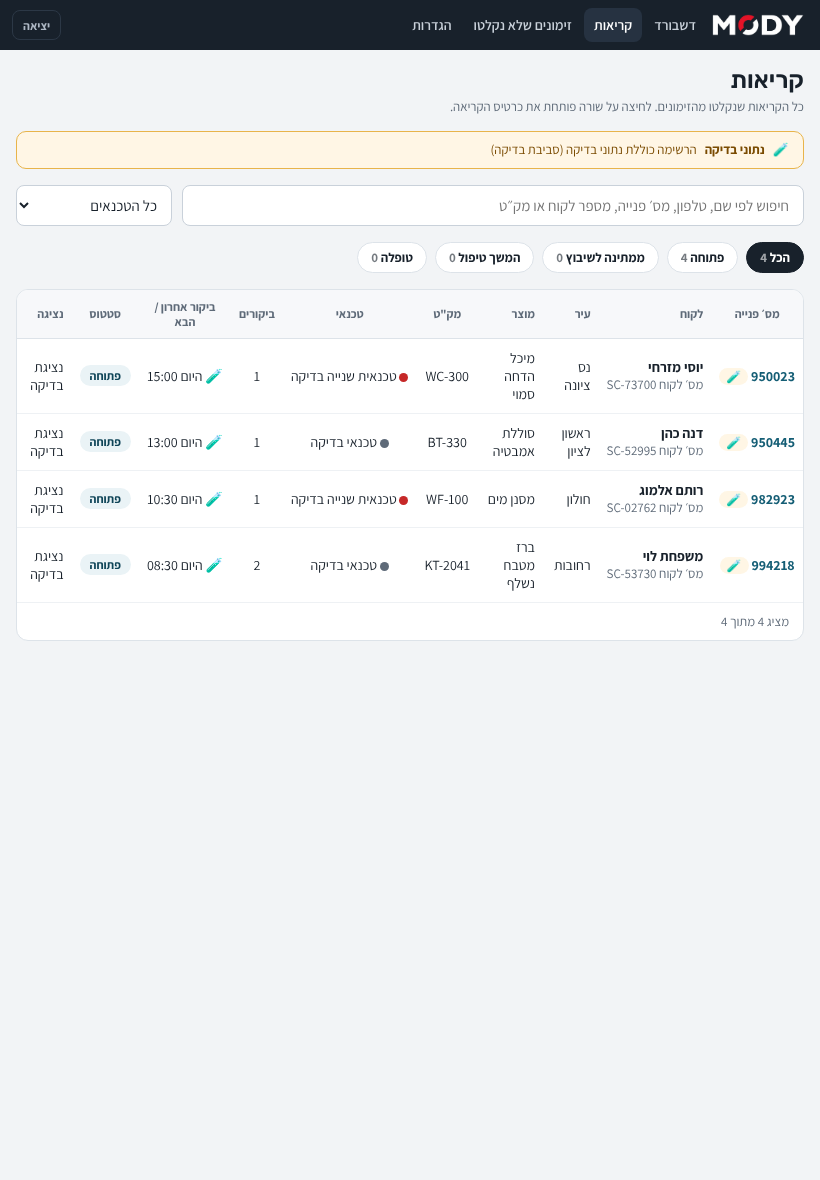 MODY דשבורד קריאות זימונים שלא נקלטו הגדרות יציאה
קריאות
כל הקריאות שנקלטו מהזימונים. לחיצה על שורה פותחת את כרטיס הקריאה.
🧪 נתוני בדיקה הרשימה כוללת נתוני בדיקה (סביבת בדיקה)
חיפוש לפי שם, טלפון, מס׳ פנייה, מספר לקוח או מק״ט כל הטכנאים
הכל 4 פתוחה 4 ממתינה לשיבוץ 0 המשך טיפול 0 טופלה 0
מס׳ פנייה לקוח עיר מוצר מק"ט טכנאי ביקורים ביקור אחרון / הבא סטטוס נציגה
950023 🧪 יוסי מזרחי נס ציונה מיכל הדחה סמוי WC-300 טכנאית שנייה בדיקה 1 🧪 היום 15:00 פתוחה נציגת בדיקה
מס׳ לקוח SC-73700
950445 🧪 דנה כהן ראשון לציון סוללת אמבטיה BT-330 טכנאי בדיקה 1 🧪 היום 13:00 פתוחה נציגת בדיקה
מס׳ לקוח SC-52995
982923 🧪 רותם אלמוג חולון מסנן מים WF-100 טכנאית שנייה בדיקה 1 🧪 היום 10:30 פתוחה נציגת בדיקה
מס׳ לקוח SC-02762
994218 🧪 משפחת לוי רחובות ברז מטבח נשלף KT-2041 טכנאי בדיקה 2 🧪 היום 08:30 פתוחה נציגת בדיקה
מס׳ לקוח SC-53730
מציג 4 מתוך 4